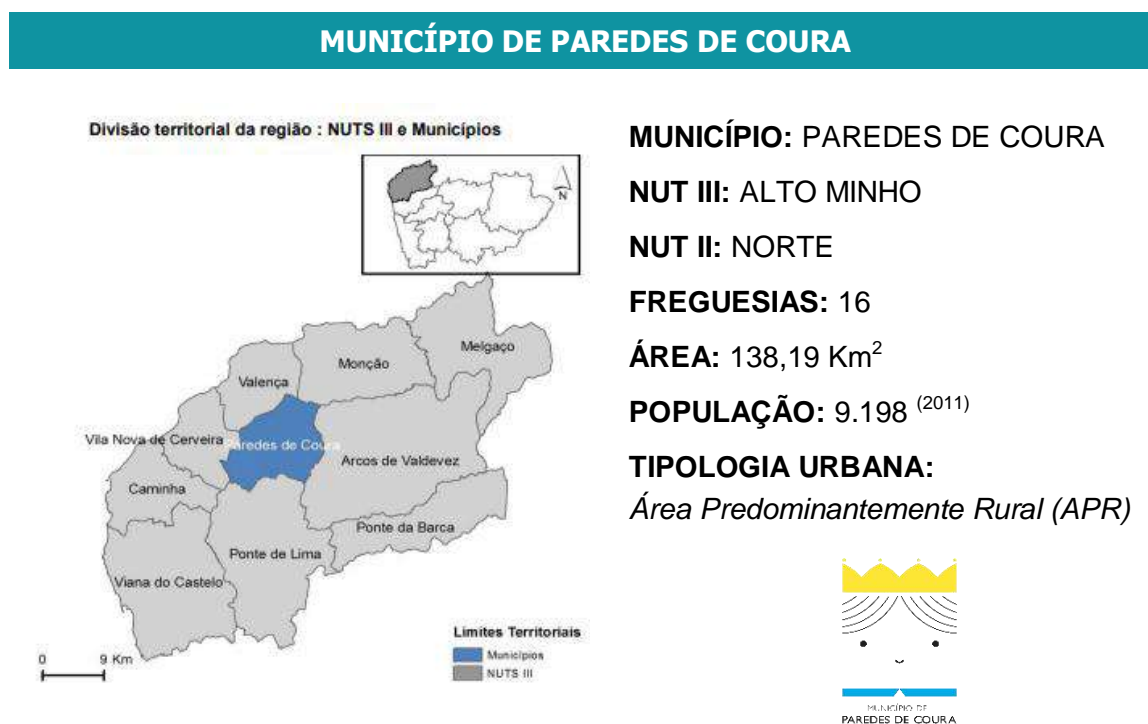 MUNICÍPIO DE PAREDES DE COURA
Divisão territorial da região : NUTS III e Municípios
N
Melgaço
Monção
Valença
Vila Nova de Cerveira
Paredes de Coura
Arcos de Valdevez
Caminha
Ponte da Barca
Ponte de Lima
Viana do Castelo
Limites Territoriais
Municípios
NUTS III
0 9 Km
MUNICÍPIO: PAREDES DE COURA
NUT III: ALTO MINHO
NUT II: NORTE
FREGUESIAS: 16
ÁREA: 138,19 Km²
POPULAÇÃO: 9.198 (2011)
TIPOLOGIA URBANA:
Área Predominantemente Rural (APR)
MUNICÍPIO DE
PAREDES DE COURA